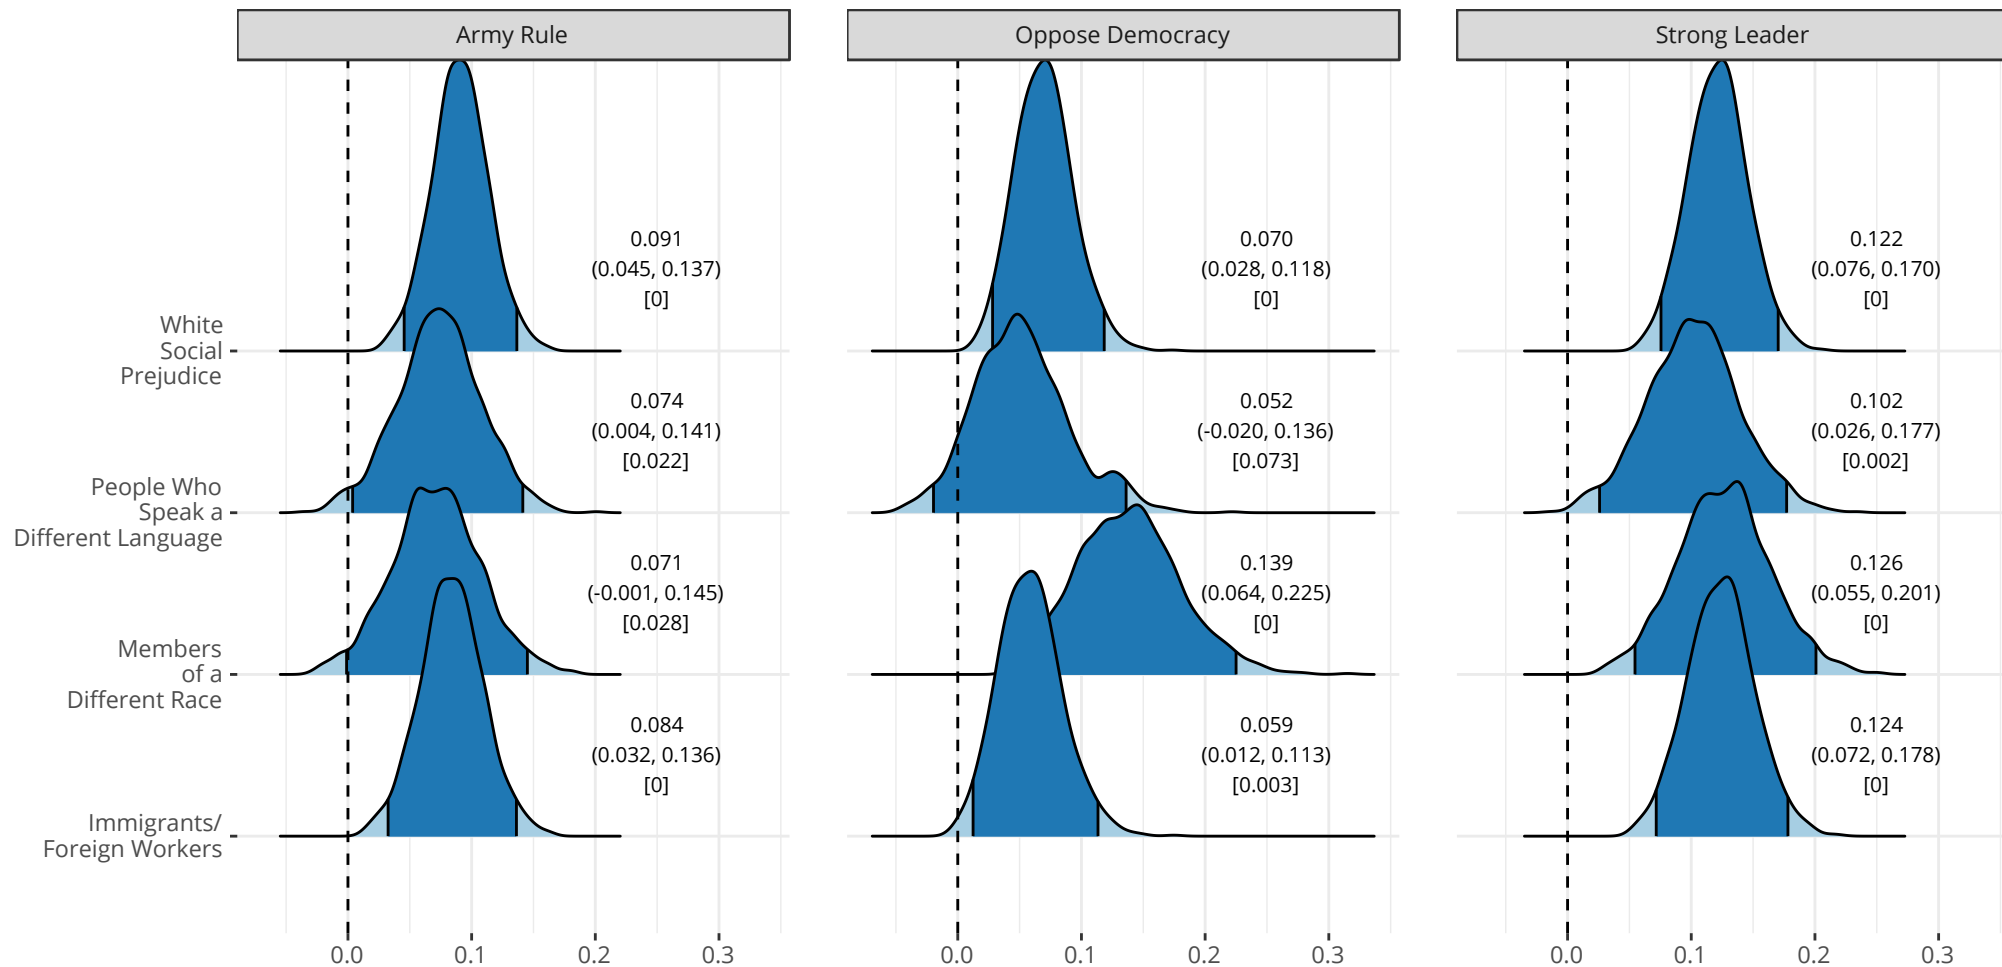 Army Rule
Oppose Democracy
Strong Leader
White
Social
Prejudice
0.091
(0.045, 0.137)
[0]
0.070
(0.028, 0.118)
[0]
0.122
(0.076, 0.170)
[0]
People Who
Speak a
Different Language
0.074
(0.004, 0.141)
[0.022]
0.052
(-0.020, 0.136)
[0.073]
0.102
(0.026, 0.177)
[0.002]
Members
of a
Different Race
0.071
(-0.001, 0.145)
[0.028]
0.139
(0.064, 0.225)
[0]
0.126
(0.055, 0.201)
[0]
Immigrants/
Foreign Workers
0.084
(0.032, 0.136)
[0]
0.059
(0.012, 0.113)
[0.003]
0.124
(0.072, 0.178)
[0]
0.0 0.1 0.2 0.3
0.0 0.1 0.2 0.3
0.0 0.1 0.2 0.3